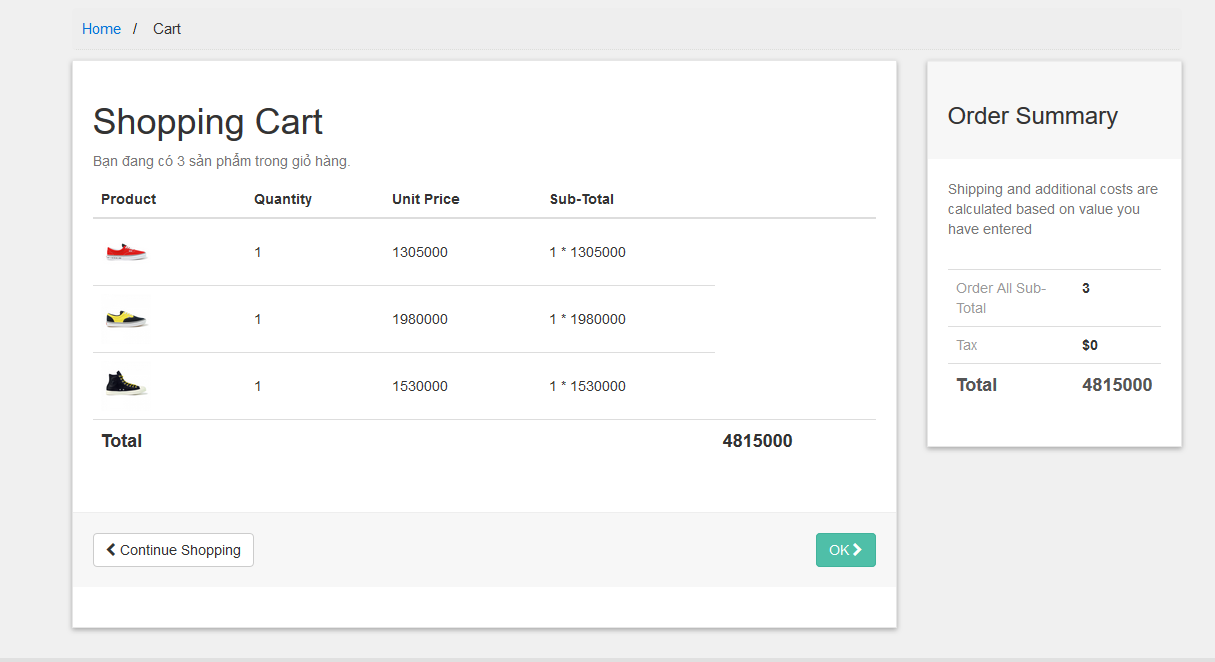 Home / Cart
Shopping Cart
Bạn đang có 3 sản phẩm trong giỏ hàng.
Product Quantity Unit Price Sub-Total
1 1305000 1 * 1305000
1 1980000 1 * 1980000
1 1530000 1 * 1530000
Total 4815000
Continue Shopping
OK
Order Summary
Shipping and additional costs are
calculated based on value you
have entered
Order All Sub- 3
Total
Tax $0
Total 4815000